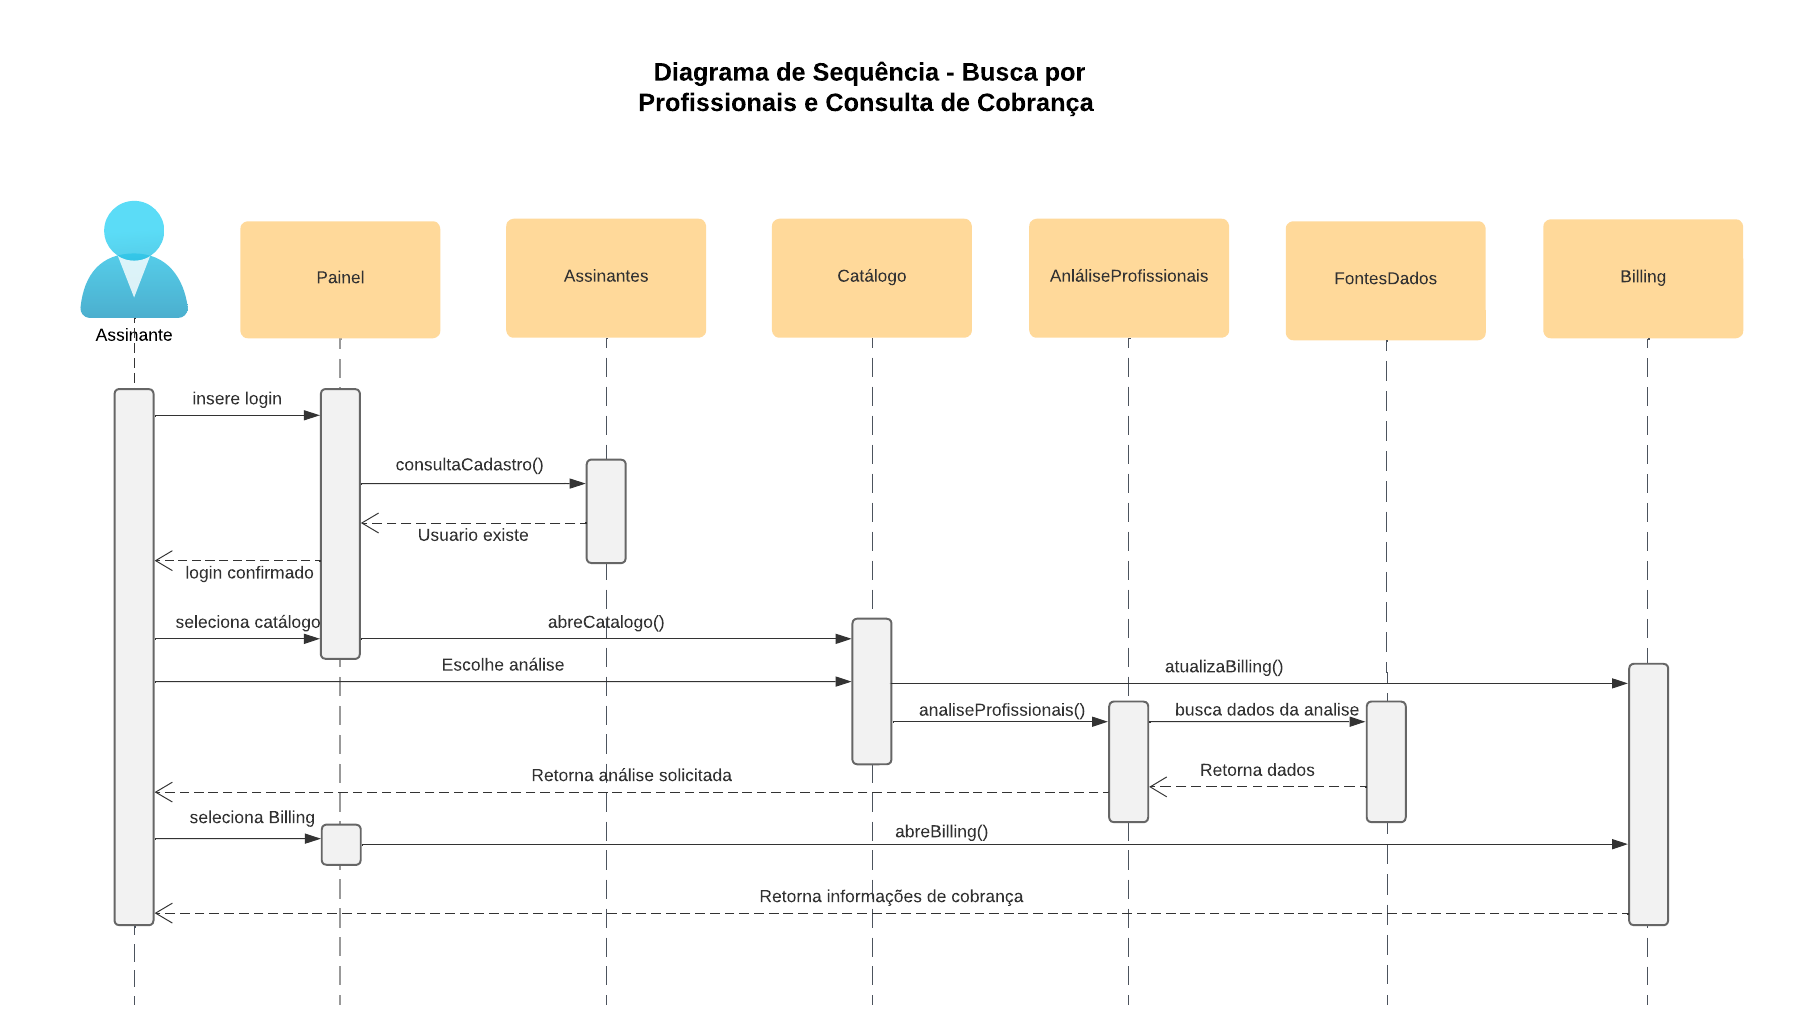 Diagrama de Sequência - Busca por
Profissionais e Consulta de Cobrança
Assinante
Painel
Assinantes
Catálogo
AnláliseProfissionais
FontesDados
Billing
insere login
consultaCadastro()
Usuario existe
login confirmado
seleciona catálogo
abreCatalogo()
Escolhe análise
atualizaBilling()
analiseProfissionais()
busca dados da analise
Retorna dados
Retorna análise solicitada
seleciona Billing
abreBilling()
Retorna informações de cobrança